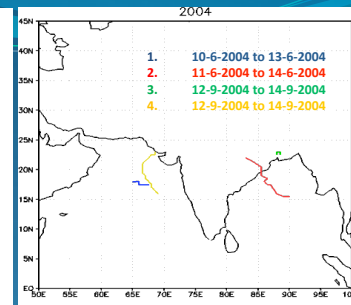 2004
1. 10-6-2004 to 13-6-2004
2. 11-6-2004 to 14-6-2004
3. 12-9-2004 to 14-9-2004
4. 12-9-2004 to 14-9-2004
45N
40N
35N
30N
25N
20N
15N
10N
5N
EQ
50E 55E 60E 65E 70E 75E 80E 85E 90E 95E